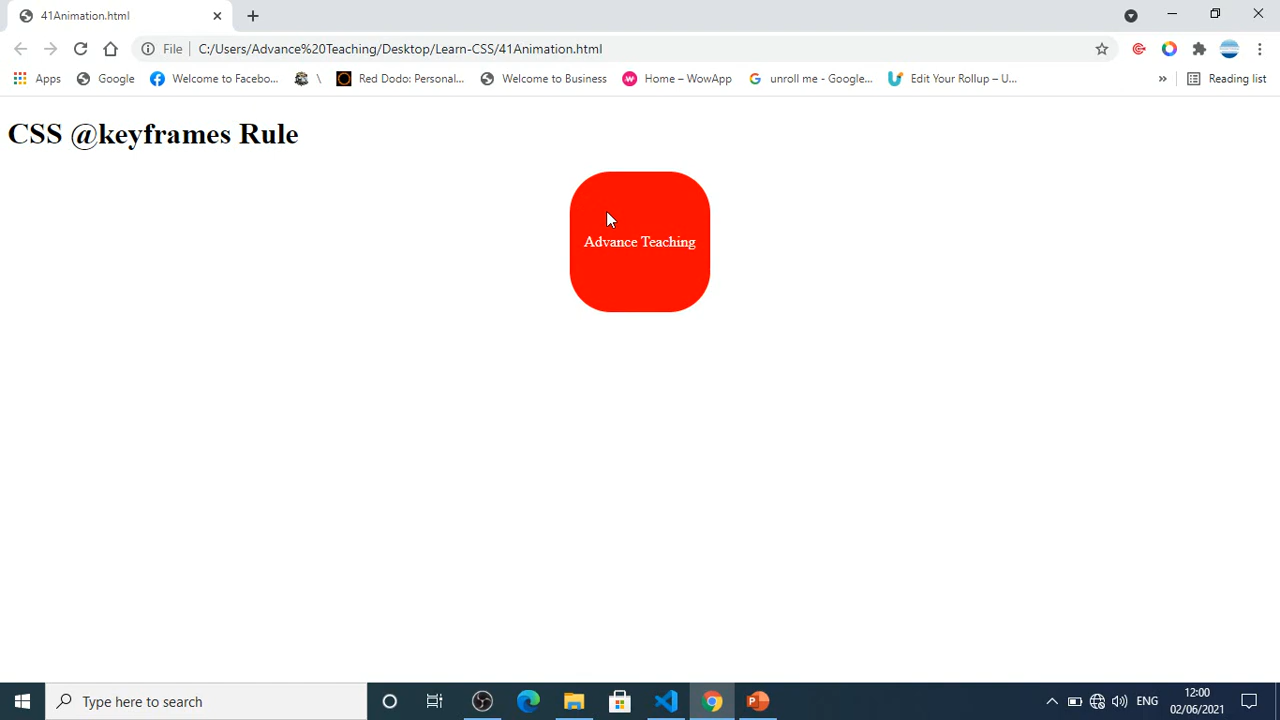 41Animation.html
File
C:/Users/Advance%20Teaching/Desktop/Learn-CSS/41Animation.html
Apps
Google
Welcome to Facebo...
\
Red Dodo: Personal...
Welcome to Business
Home – WowApp
unroll me - Google...
Edit Your Rollup – U...
»
Reading list
CSS @keyframes Rule
Advance Teaching
Type here to search
ENG
12:00
02/06/2021